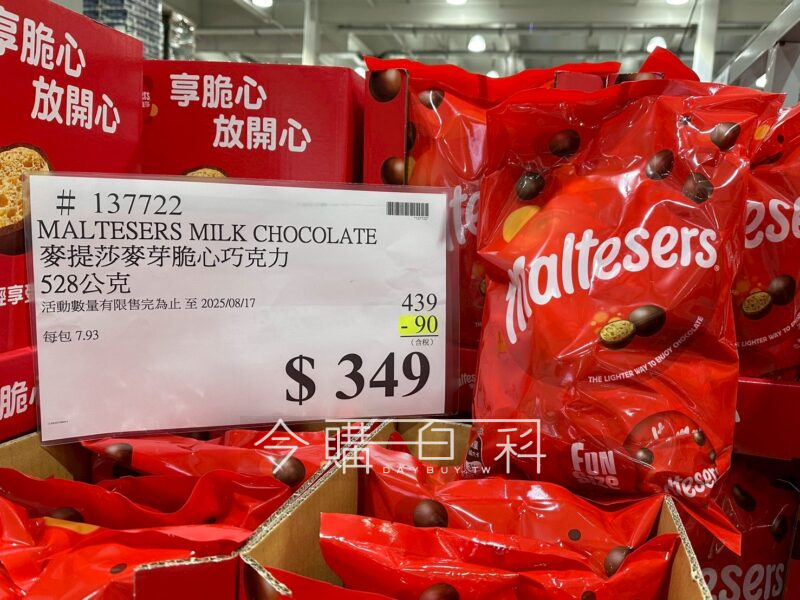 享脆心
放開心
享脆心
放開心
# 137722
MALTESERS MILK CHOCOLATE
麥提莎麥芽脆心巧克力
528公克
活動數量有限售完為止 至 2025/08/17
439
- 90
(含稅)
每包 7.93
$ 349
Maltesers
THE LIGHTER WAY TO ENJOY CHOCOLATE
FUN
SIZE
今購百科
DAYBUY.TW